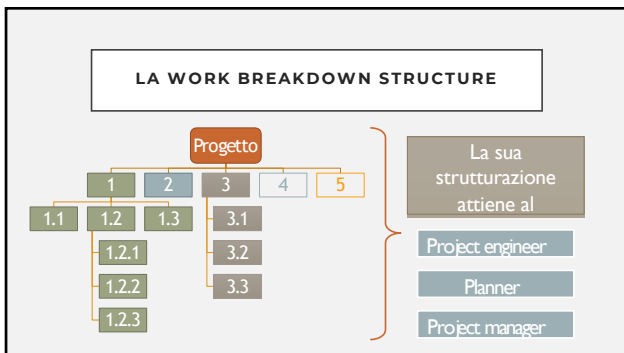 LA WORK BREAKDOWN STRUCTURE
Progetto
1
2
3
4
5
1.1
1.2
1.3
1.2.1
1.2.2
1.2.3
3.1
3.2
3.3
La sua
strutturazione
attiene al
Project engineer
Planner
Project manager